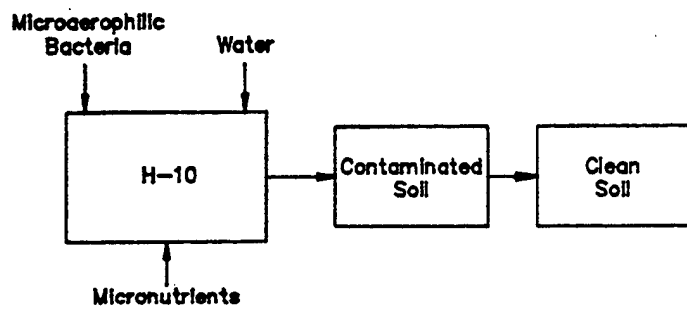 Microaerophilic
Bacteria
Water
H-10
Contaminated
Soil
Clean
Soil
Micronutrients